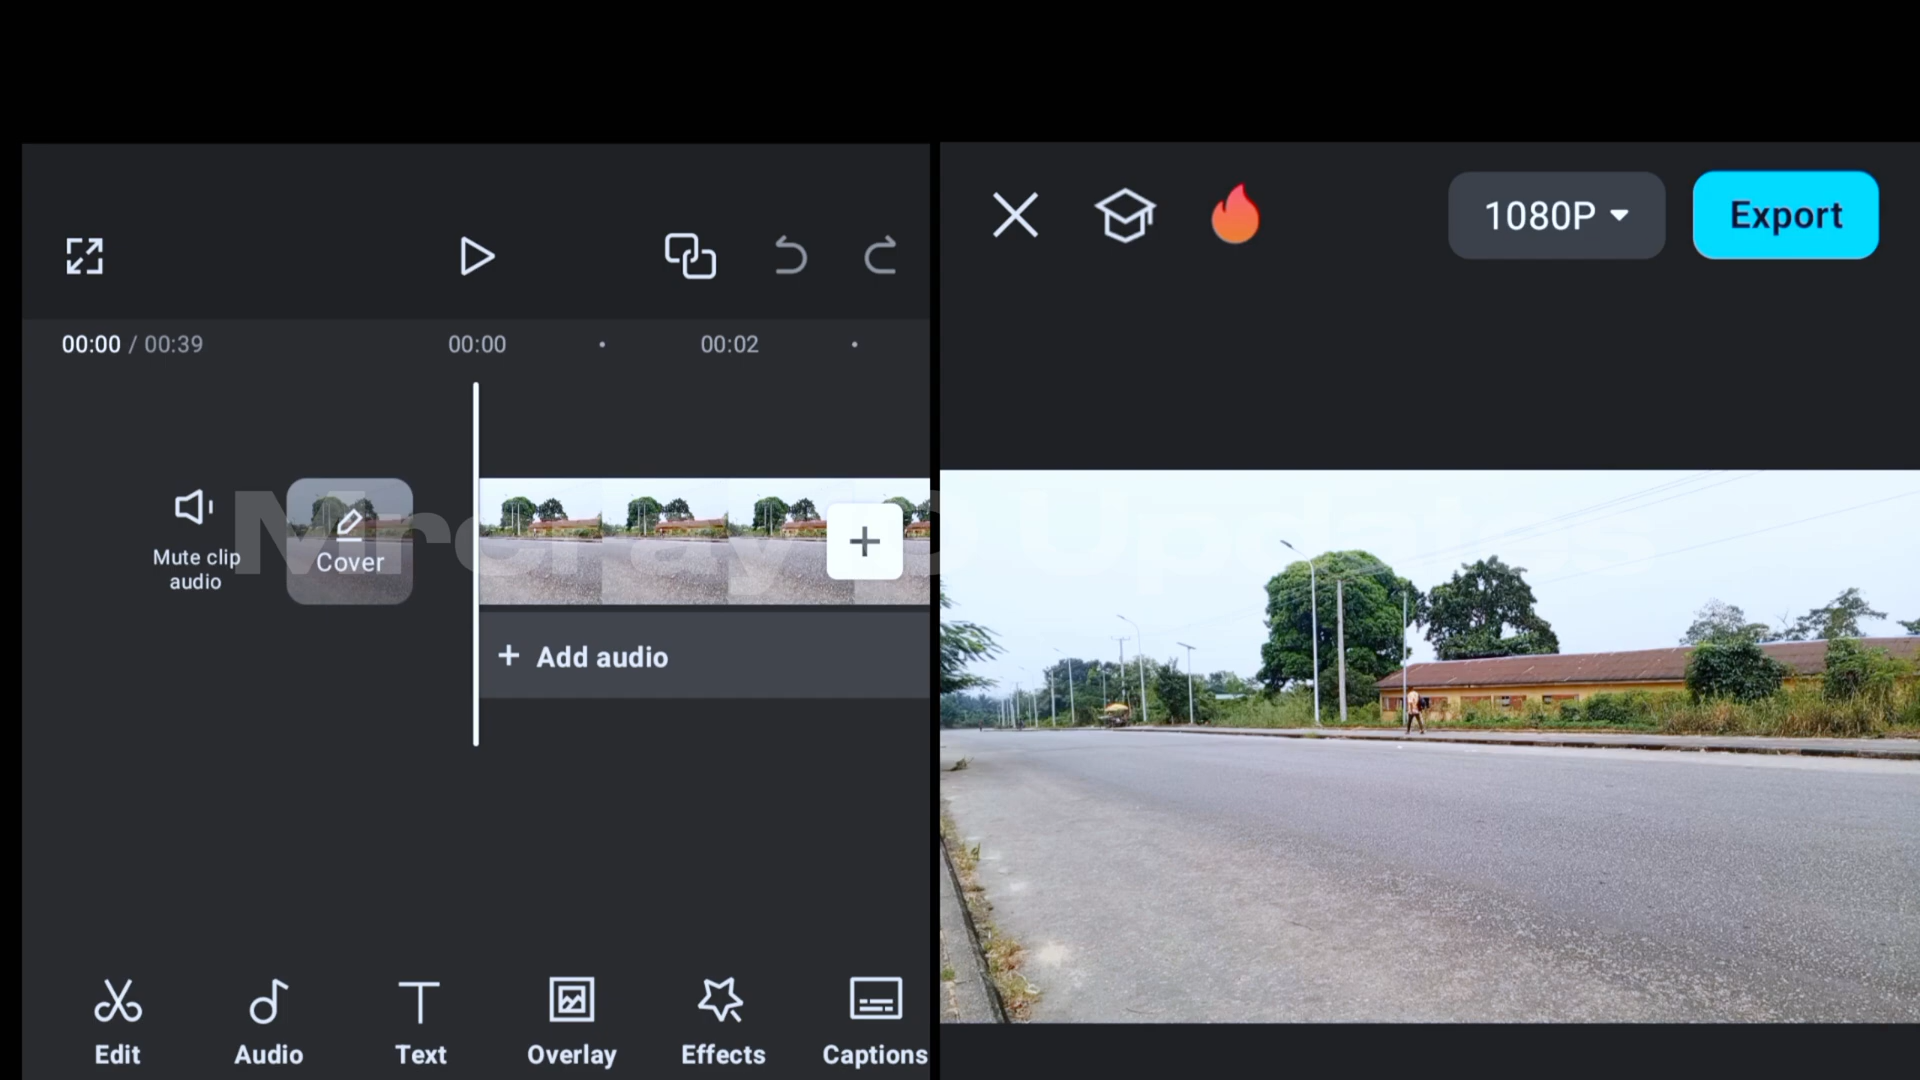 1080P
Export
00:00 / 00:39
00:00
00:02
Mute clip
audio
Cover
Add audio
Edit
Audio
Text
Overlay
Effects
Captions